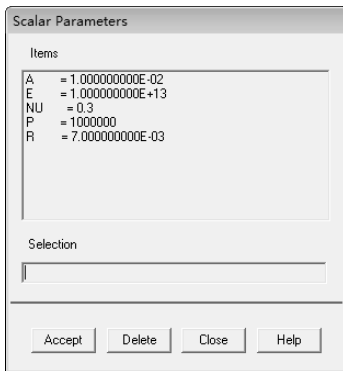 Scalar Parameters
Items
A = 1.000000000E-02
E = 1.000000000E+13
NU = 0.3
P = 1000000
R = 7.000000000E-03
Selection
Accept Delete Close Help